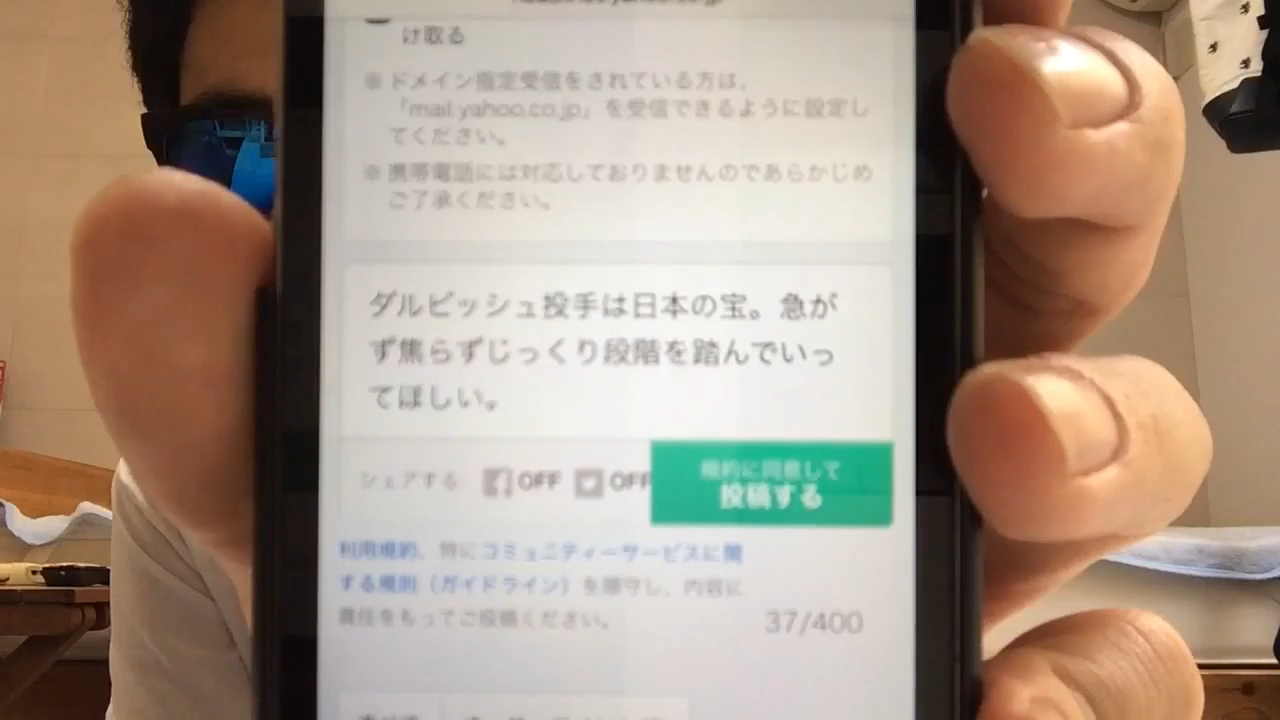 け取る
※ ドメイン指定受信をされている方は、
「mail.yahoo.co.jp」を受信できるように設定し
てください。
※ 携帯電話には対応しておりませんのであらかじめ
ご了承ください。
ダルビッシュ投手は日本の宝。急が
ず焦らずじっくり段階を踏んでいっ
てほしい。
シェアする OFF OFF
規約に同意して
投稿する
利用規約、特にコミュニティーサービスに関
する規則（ガイドライン）を順守し、内容に
責任をもってご投稿ください。
37/400